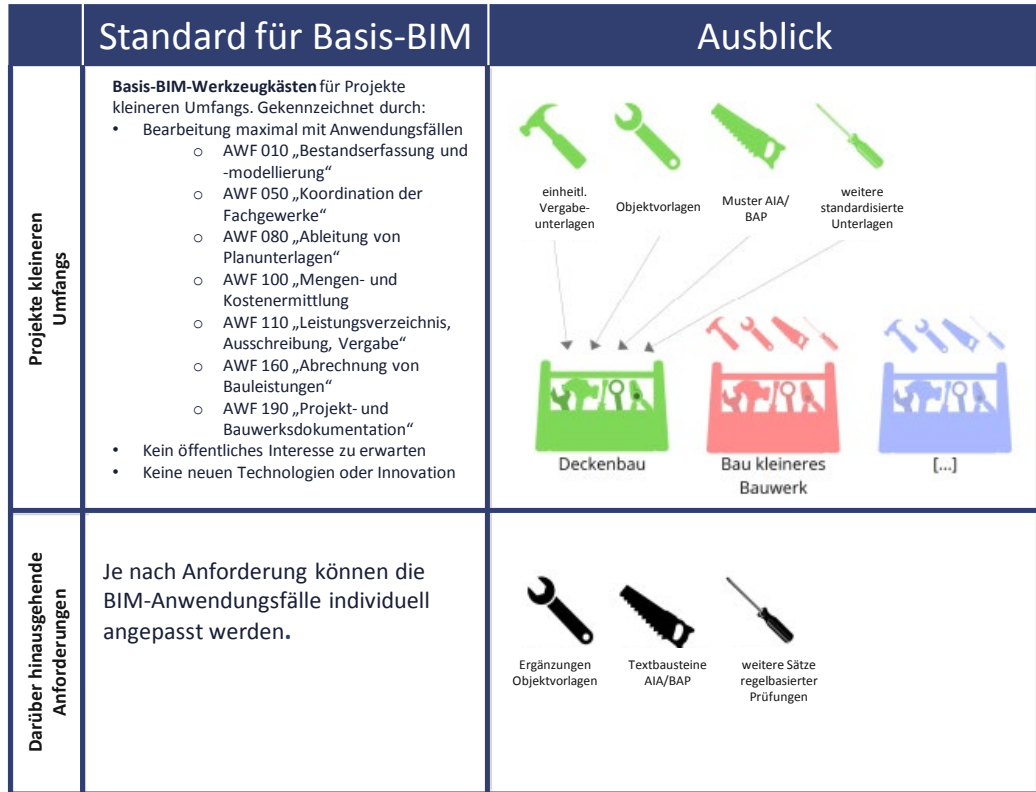 Standard für Basis-BIM
Ausblick
Projekte kleineren
Umfangs
Basis-BIM-Werkzeugkästen für Projekte
kleineren Umfangs. Gekennzeichnet durch:
• Bearbeitung maximal mit Anwendungsfällen
o AWF 010 „Bestandserfassung und
-modellierung“
o AWF 050 „Koordination der
Fachgewerke“
o AWF 080 „Ableitung von
Planunterlagen“
o AWF 100 „Mengen- und
Kostenermittlung
o AWF 110 „Leistungsverzeichnis,
Ausschreibung, Vergabe“
o AWF 160 „Abrechnung von
Bauleistungen“
o AWF 190 „Projekt- und
Bauwerksdokumentation“
• Kein öffentliches Interesse zu erwarten
• Keine neuen Technologien oder Innovation
einheitl.
Vergabe-
unterlagen
Objektvorlagen
Muster AIA/
BAP
weitere
standardisierte
Unterlagen
Deckenbau
Bau kleineres
Bauwerk
[...]
Darüber hinausgehende
Anforderungen
Je nach Anforderung können die
BIM-Anwendungsfälle individuell
angepasst werden.
Ergänzungen
Objektvorlagen
Textbausteine
AIA/BAP
weitere Sätze
regelbasierter
Prüfungen